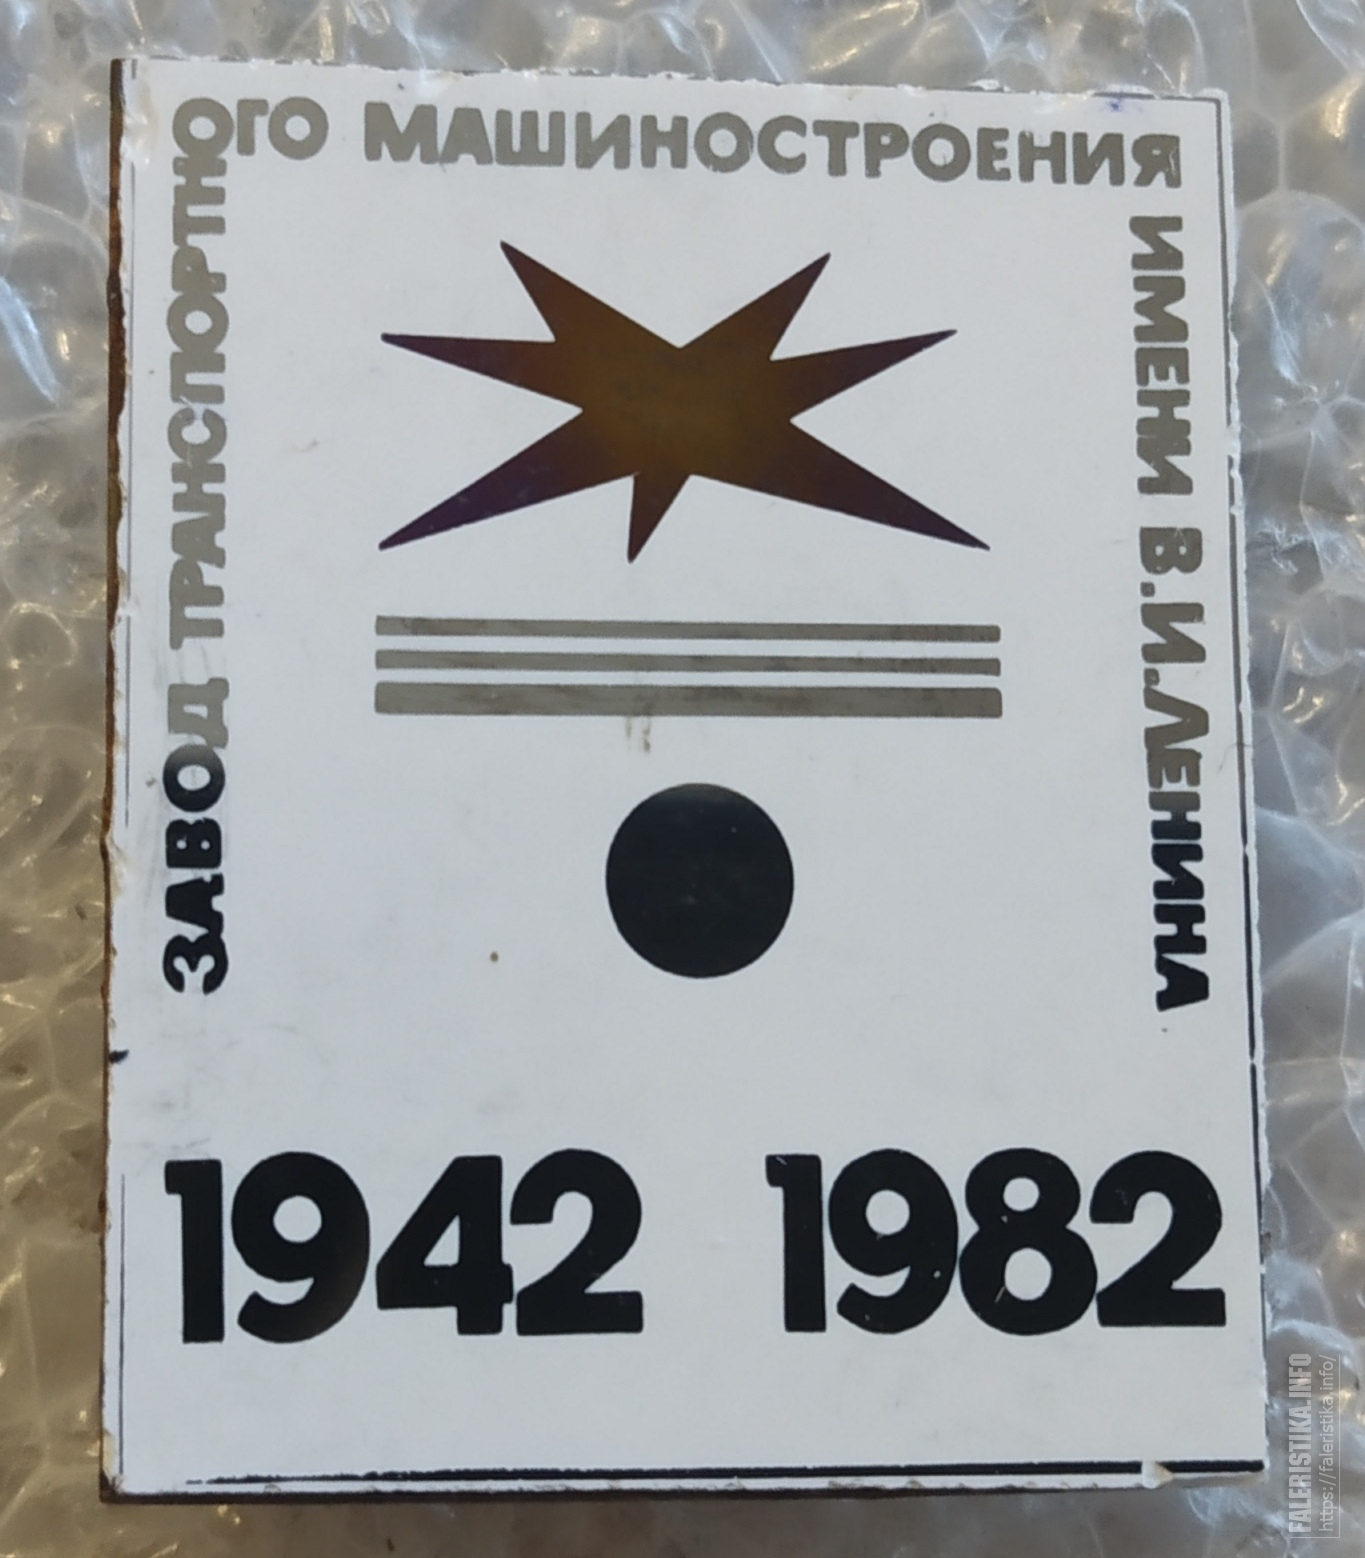 ЗАВОД ТРАНСПОРТНОГО МАШИНОСТРОЕНИЯ ИМЕНИ В.И.ЛЕНИНА
1942 1982
FALERISTIKA.INFO
https://faleristika.info/